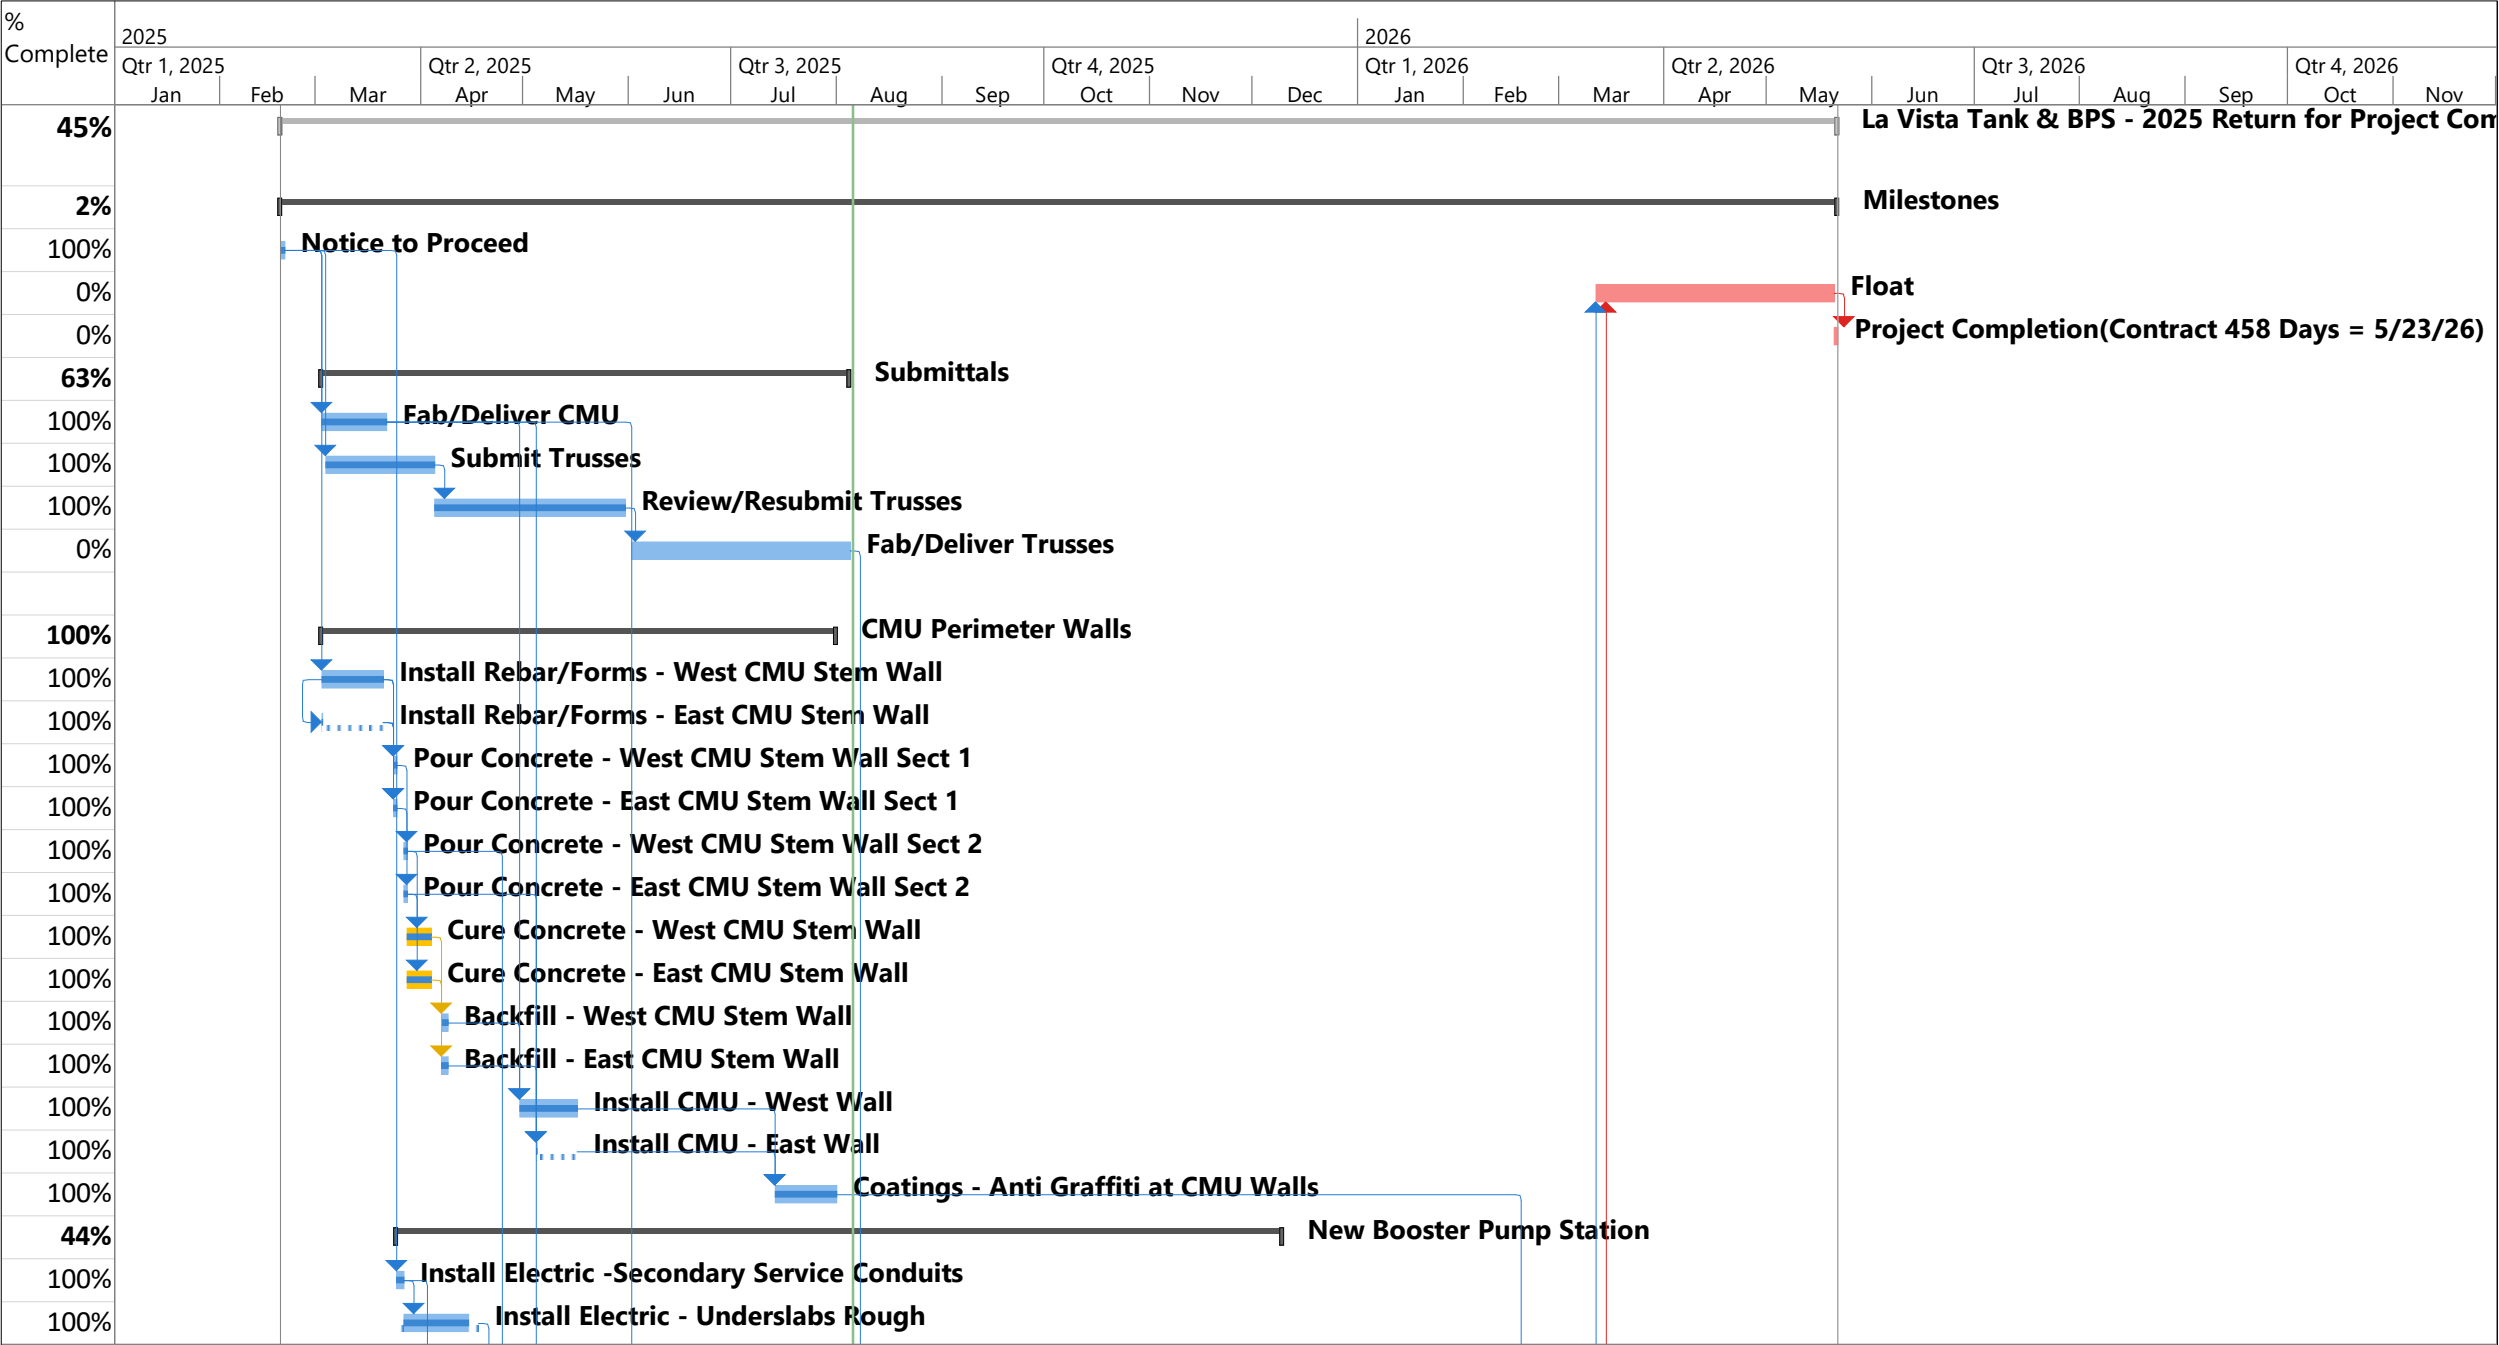 %
Complete
2025
2026
Qtr 1, 2025 Qtr 2, 2025 Qtr 3, 2025 Qtr 4, 2025 Qtr 1, 2026 Qtr 2, 2026 Qtr 3, 2026 Qtr 4, 2026
Jan Feb Mar Apr May Jun Jul Aug Sep Oct Nov Dec Jan Feb Mar Apr May Jun Jul Aug Sep Oct Nov
45% La Vista Tank & BPS - 2025 Return for Project Com
2% Milestones
100% Notice to Proceed
0% Float
0% Project Completion(Contract 458 Days = 5/23/26)
63% Submittals
100% Fab/Deliver CMU
100% Submit Trusses
100% Review/Resubmit Trusses
0% Fab/Deliver Trusses
100% CMU Perimeter Walls
100% Install Rebar/Forms - West CMU Stem Wall
100% Install Rebar/Forms - East CMU Stem Wall
100% Pour Concrete - West CMU Stem Wall Sect 1
100% Pour Concrete - East CMU Stem Wall Sect 1
100% Pour Concrete - West CMU Stem Wall Sect 2
100% Pour Concrete - East CMU Stem Wall Sect 2
100% Cure Concrete - West CMU Stem Wall
100% Cure Concrete - East CMU Stem Wall
100% Backfill - West CMU Stem Wall
100% Backfill - East CMU Stem Wall
100% Install CMU - West Wall
100% Install CMU - East Wall
100% Coatings - Anti Graffiti at CMU Walls
44% New Booster Pump Station
100% Install Electric -Secondary Service Conduits
100% Install Electric - Underslabs Rough